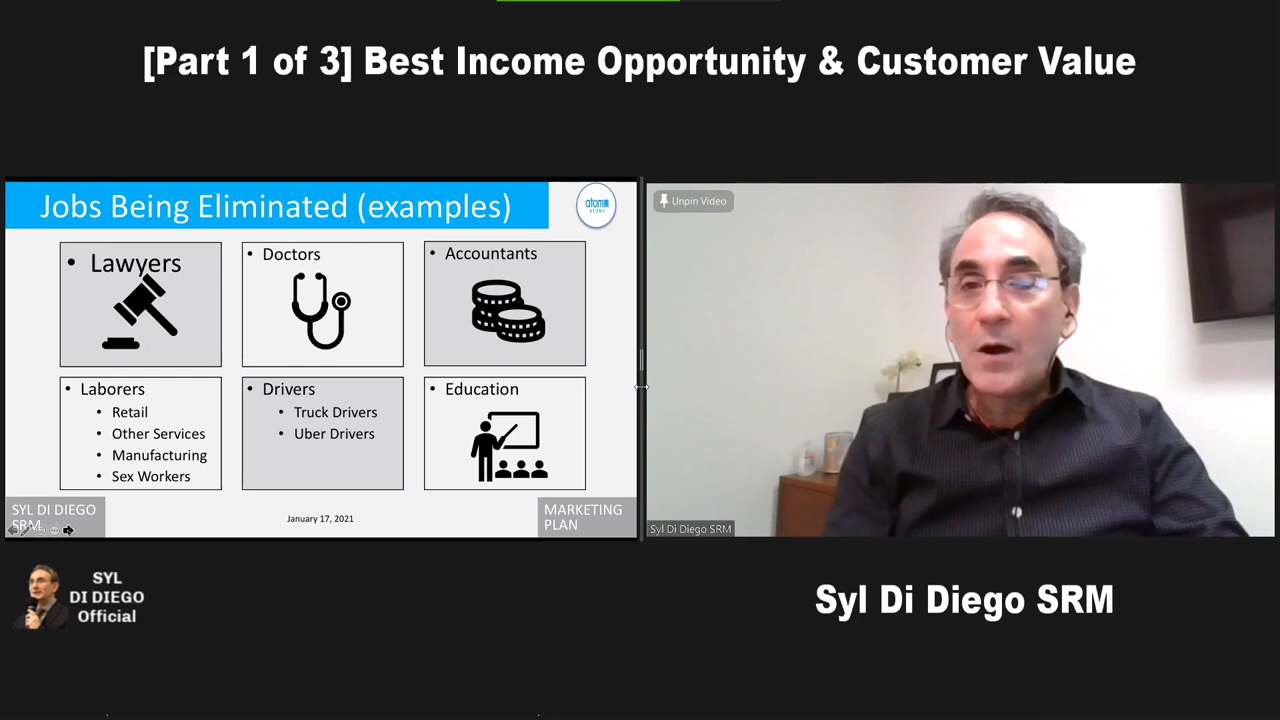 [Part 1 of 3] Best Income Opportunity & Customer Value
Jobs Being Eliminated (examples)
atomy
ATOMY
• Lawyers
• Doctors
• Accountants
• Laborers
• Retail
• Other Services
• Manufacturing
• Sex Workers
• Drivers
• Truck Drivers
• Uber Drivers
• Education
SYL DI DIEGO
SRM
January 17, 2021
MARKETING
PLAN
Unpin Video
Syl Di Diego SRM
SYL
DI DIEGO
Official
Syl Di Diego SRM